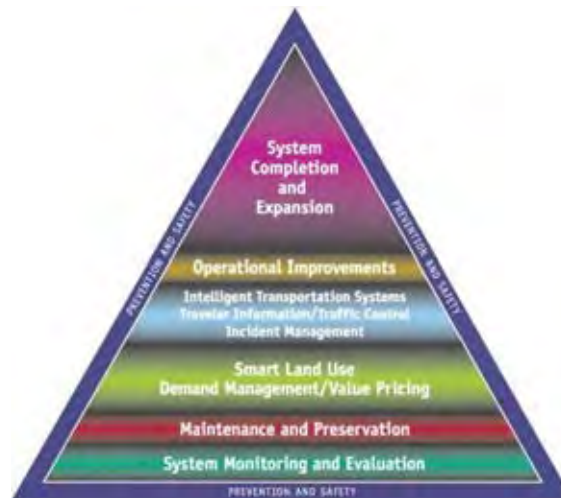 System
Completion
and
Expansion
Operational Improvements
Intelligent Transportation Systems
Traveler Information/Traffic Control
Incident Management
Smart Land Use
Demand Management/Value Pricing
Maintenance and Preservation
System Monitoring and Evaluation
PREVENTION AND SAFETY
PREVENTION AND SAFETY
PREVENTION AND SAFETY